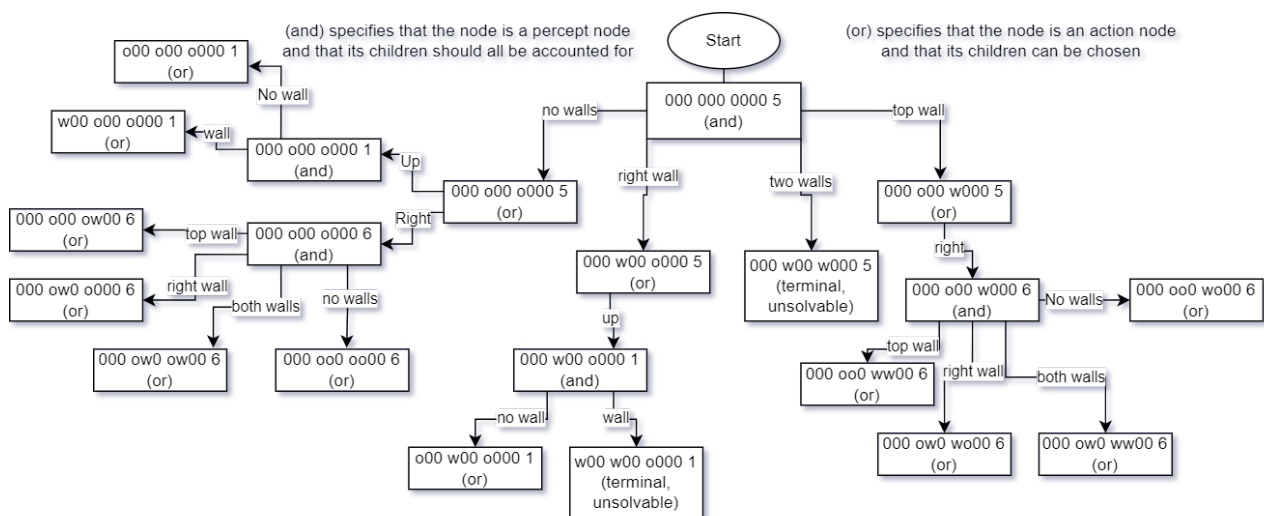 (and) specifies that the node is a percept node
and that its children should all be accounted for
Start
(or) specifies that the node is an action node
and that its children can be chosen
o00 o00 o000 1
(or)
No wall
w00 o00 o000 1
(or)
wall
000 o00 o000 1
(and)
Up
no walls
000 000 0000 5
(and)
top wall
right wall
two walls
000 o00 o000 5
(or)
000 o00 w000 5
(or)
Right
000 o00 ow00 6
(or)
top wall
000 o00 o000 6
(and)
right
000 ow0 o000 6
(or)
right wall
both walls
no walls
000 w00 o000 5
(or)
000 w00 w000 5
(terminal,
unsolvable)
000 o00 w000 6
(and)
No walls
000 oo0 wo00 6
(or)
up
000 ow0 ow00 6
(or)
000 oo0 oo00 6
(or)
000 w00 o000 1
(and)
top wall
000 oo0 ww00 6
(or)
right wall
both walls
no wall
wall
o00 w00 o000 1
(or)
w00 w00 o000 1
(terminal,
unsolvable)
000 ow0 wo00 6
(or)
000 ow0 ww00 6
(or)